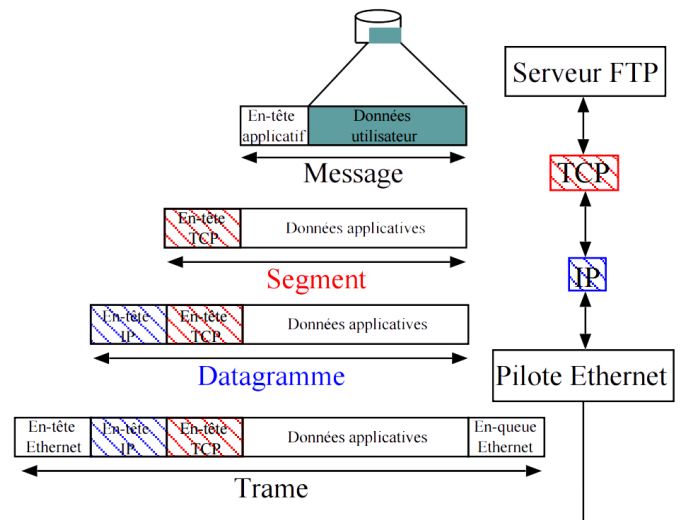 Serveur FTP
En-tête
applicatif
Données
utilisateur
Message
TCP
En-tête
TCP
Données applicatives
Segment
IP
En-tête
IP
En-tête
TCP
Données applicatives
Datagramme
Pilote Ethernet
En-tête
Ethernet
En-tête
IP
En-tête
TCP
Données applicatives
En-queue
Ethernet
Trame